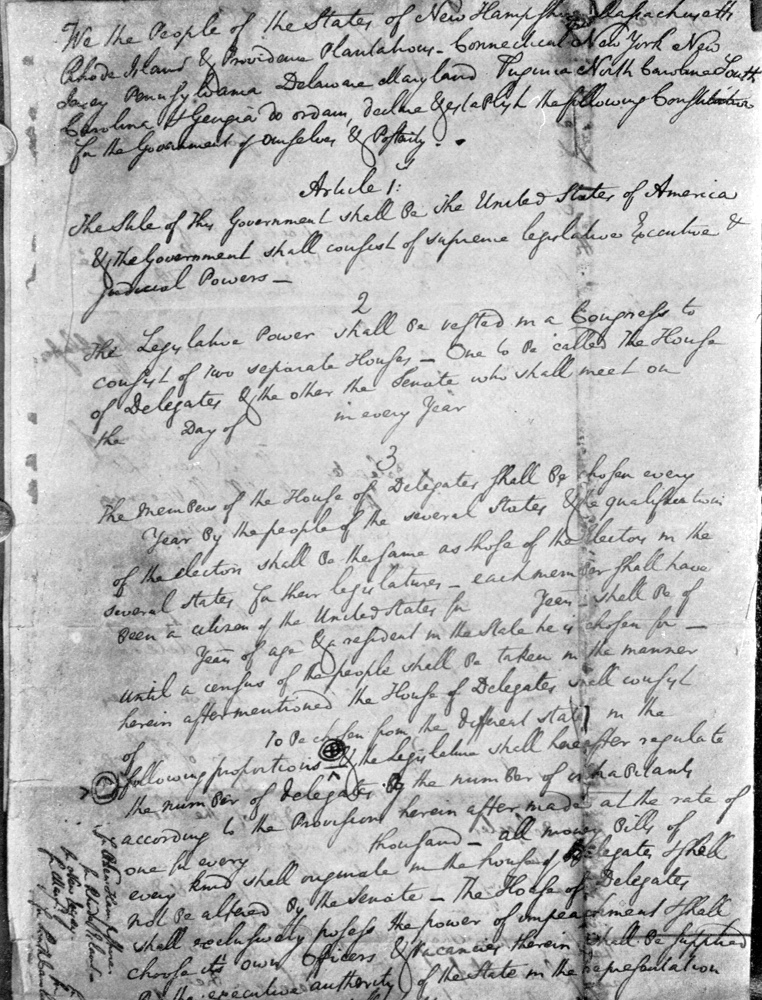 We the People of the States of New Hampshire Massachusetts
Rhode Island & Providence Plantations - Connecticut New York New
Jersey Pennsylvania Delaware Maryland Virginia North Carolina South
Carolina & Georgia do ordain, declare & establish the following Constitution
for the Government of ourselves & Posterity.
Article 1:
The Stile of This Government shall Be The United States of America
& the Government shall consist of supreme legislative Executive &
judicial Powers -
2
The Legislative Power shall Be vested in a Congress to
consist of two separate Houses - One to Be called The House
of Delegates & the other the Senate who shall meet on
the Day of in every Year
3
The members of the House of Delegates shall Be chosen every
Year By the people of the several States & the qualification
of the electors shall Be the same as those of the Electors in the
several States for their legislatures - each member shall have
Been a citizen of the United States for Years - shall Be of
Years of age & a resident in the State he is chosen for -
Until a census of the people shall Be taken in the manner
herein after mentioned the House of Delegates shall consist
of To Be chosen from the different states in the
following proportions - & the Legislature shall hereafter regulate
the number of delegates By the number of inhabitants
according to the Provisions herein after made at the rate of
one for every thousand - all money Bills of
every kind shall originate in the house of Delegates & shall
not Be altered By the Senate - The House of Delegates
shall exclusively possess the power of impeachment & shall
choose its own Officers & Vacancies therein shall Be supplied
By the executive authority of the State in the representation
for New Hampshire
for Rhode Island -
for New Jersey